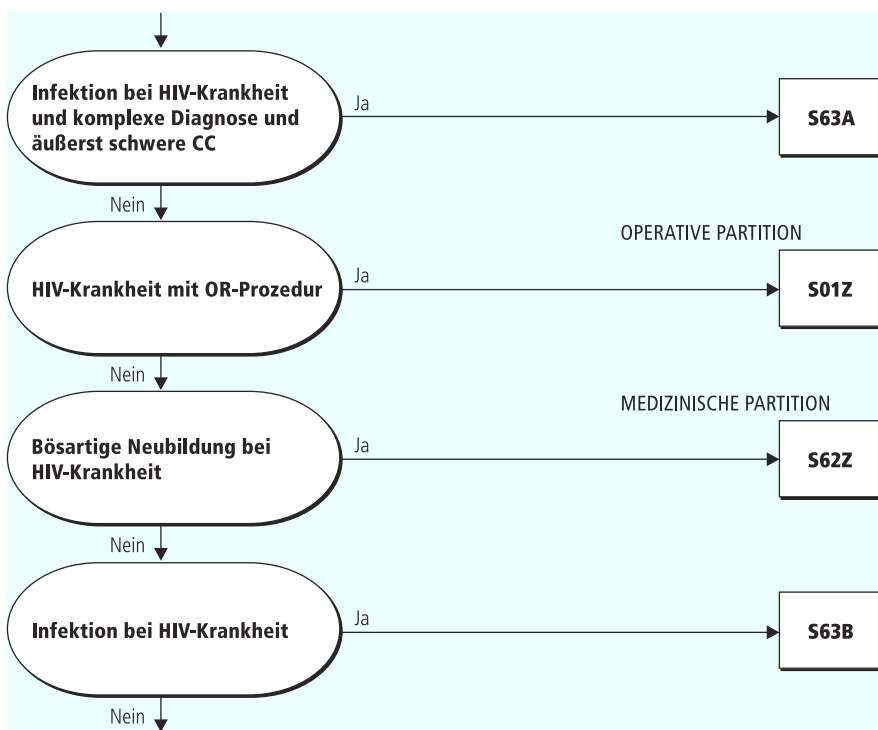 Infektion bei HIV-Krankheit
und komplexe Diagnose und
äußerst schwere CC
Ja
S63A
Nein
OPERATIVE PARTITION
HIV-Krankheit mit OR-Prozedur
Ja
S01Z
Nein
MEDIZINISCHE PARTITION
Bösartige Neubildung bei
HIV-Krankheit
Ja
S62Z
Nein
Infektion bei HIV-Krankheit
Ja
S63B
Nein